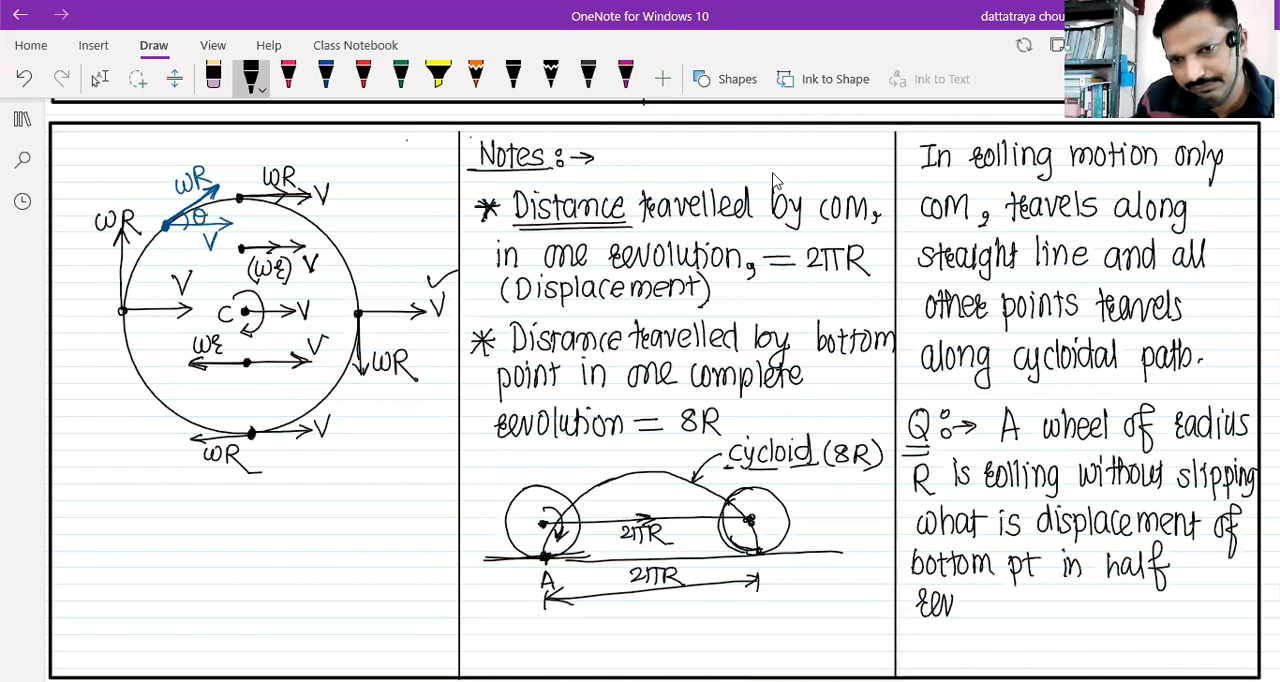 OneNote for Windows 10
dattatraya chou
Home Insert Draw View Help Class Notebook
Shapes Ink to Shape Ink to Text
ωR θ V
ωR V
ωR
(ωr) V
V
C V
V
ωR
ωr V
V
ωR
Notes :→
* Distance travelled by COM,
in one revolution, = 2πR
(Displacement)
* Distance travelled by bottom
point in one complete
revolution = 8R
cycloid (8R)
2πR
A 2πR
In rolling motion only
COM, travels along
straight line and all
other points travels
along cycloidal path.
Q :→ A wheel of radius
R is rolling without slipping
what is displacement of
bottom pt in half
rev